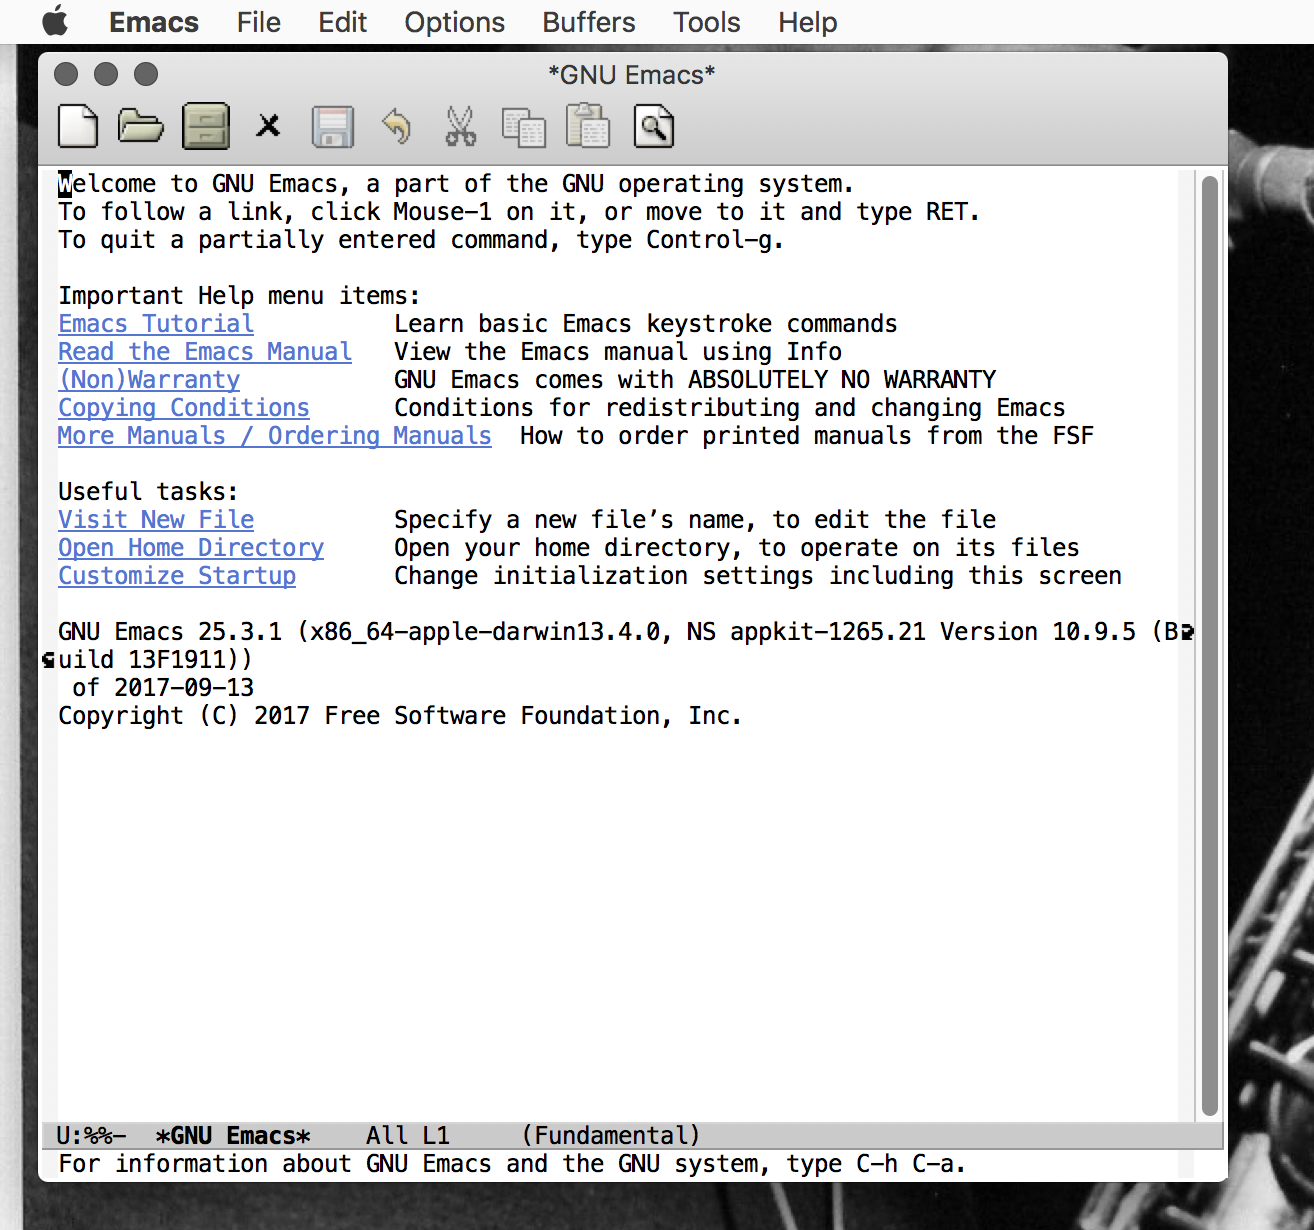 Emacs File Edit Options Buffers Tools Help
*GNU Emacs*
Welcome to GNU Emacs, a part of the GNU operating system.
To follow a link, click Mouse-1 on it, or move to it and type RET.
To quit a partially entered command, type Control-g.
Important Help menu items:
Emacs Tutorial Learn basic Emacs keystroke commands
Read the Emacs Manual View the Emacs manual using Info
(Non)Warranty GNU Emacs comes with ABSOLUTELY NO WARRANTY
Copying Conditions Conditions for redistributing and changing Emacs
More Manuals / Ordering Manuals How to order printed manuals from the FSF
Useful tasks:
Visit New File Specify a new file’s name, to edit the file
Open Home Directory Open your home directory, to operate on its files
Customize Startup Change initialization settings including this screen
GNU Emacs 25.3.1 (x86_64-apple-darwin13.4.0, NS appkit-1265.21 Version 10.9.5 (B
uild 13F1911))
of 2017-09-13
Copyright (C) 2017 Free Software Foundation, Inc.
U:%%- *GNU Emacs* All L1 (Fundamental)
For information about GNU Emacs and the GNU system, type C-h C-a.